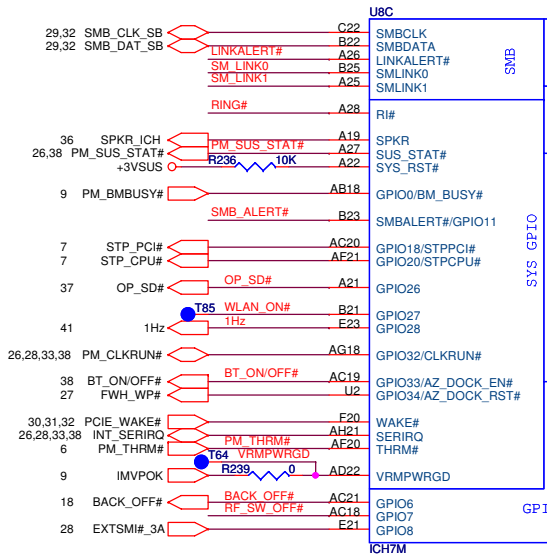 U8C
29,32 SMB_CLK_SB C22 SMBCLK
29,32 SMB_DAT_SB B22 SMBDATA
LINKALERT# A26 LINKALERT#
SM_LINK0 B25 SMLINK0
SM_LINK1 A25 SMLINK1
SMB
RING# A28 RI#
36 SPKR_ICH A19 SPKR
26,38 PM_SUS_STAT# PM_SUS_STAT# A27 SUS_STAT#
+3VSUS R236 10K A22 SYS_RST#
9 PM_BMBUSY# AB18 GPIO0/BM_BUSY#
SMB_ALERT# B23 SMBALERT#/GPIO11
SYS GPIO
7 STP_PCI# AC20 GPIO18/STPPCI#
7 STP_CPU# AF21 GPIO20/STPCPU#
37 OP_SD# OP_SD# A21 GPIO26
T85 WLAN_ON# B21 GPIO27
41 1Hz 1Hz E23 GPIO28
26,28,33,38 PM_CLKRUN# AG18 GPIO32/CLKRUN#
38 BT_ON/OFF# BT_ON/OFF# AC19 GPIO33/AZ_DOCK_EN#
27 FWH_WP# U2 GPIO34/AZ_DOCK_RST#
30,31,32 PCIE_WAKE# F20 WAKE#
26,28,33,38 INT_SERIRQ AH21 SERIRQ
6 PM_THRM# PM_THRM# AF20 THRM#
T64 VRMPWRGD
9 IMVPOK R239 0 AD22 VRMPWRGD
18 BACK_OFF# BACK_OFF# AC21 GPIO6
RF_SW_OFF# AC18 GPIO7
GPI
28 EXTSMI#_3A E21 GPIO8
ICH7M